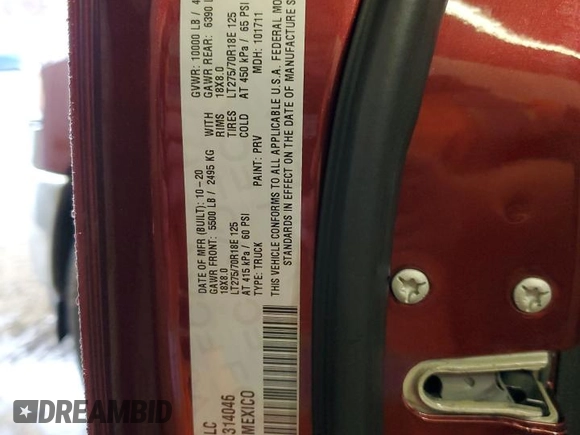 LC
314046
MEXICO
DATE OF MFR (BUILT): 10-20
GVWR: 10000 LB / 4
GAWR FRONT: 5500 LB / 2495 KG WITH GAWR REAR: 6390 L
18X8.0 RIMS 18X8.0
LT275/70R18E 125 TIRES LT275/70R18E 125
AT 415 kPa / 60 PSI COLD AT 450 kPa / 65 PSI
TYPE: TRUCK PAINT: PRV MDH: 101711
THIS VEHICLE CONFORMS TO ALL APPLICABLE U.S.A. FEDERAL MO
STANDARDS IN EFFECT ON THE DATE OF MANUFACTURE S
DREAMBID